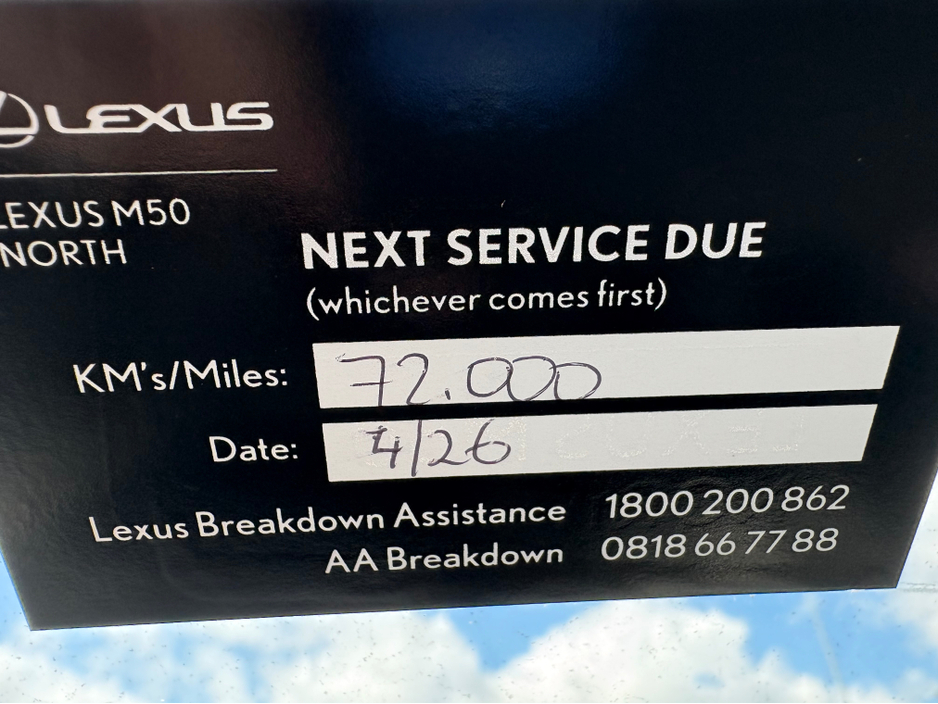 LEXUS
LEXUS M50
NORTH
NEXT SERVICE DUE
(whichever comes first)
KM's/Miles: 72.000
Date: 4/26
Lexus Breakdown Assistance 1800 200 862
AA Breakdown 0818 66 77 88